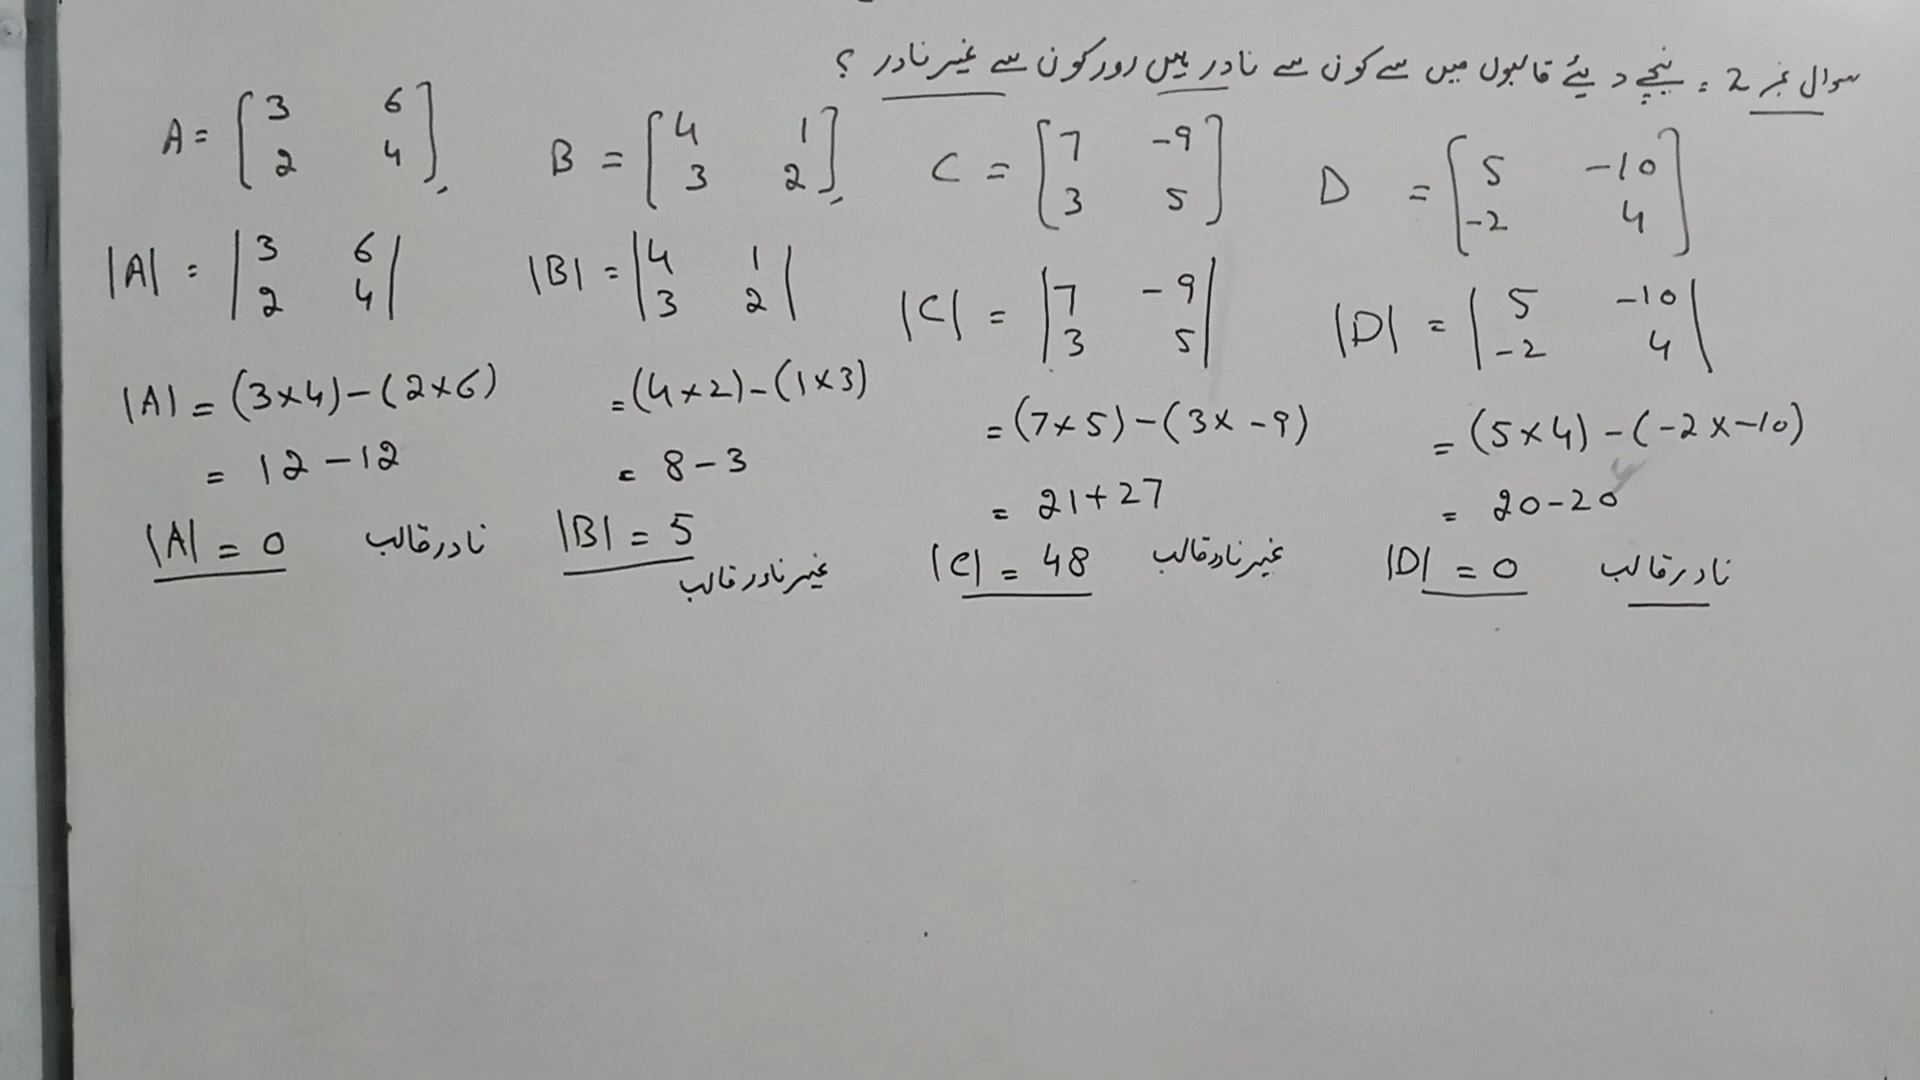 سوال نمبر 2 : نیچے دیئے قالبوں میں سے کون سے نادر ہیں اور کون سے غیر نادر ؟
A = [3 6
2 4],
B = [4 1
3 2],
C = [7 -9
3 5]
D = [5 -10
-2 4]
|A| = |3 6
2 4|
|B| = |4 1
3 2|
|C| = |7 -9
3 5|
|D| = |5 -10
-2 4|
|A| = (3×4)-(2×6)
= (4×2)-(1×3)
= (7×5)-(3×-9)
= (5×4)-(-2×-10)
= 12-12
= 8-3
= 21+27
= 20-20
|A| = 0 نادر قالب
|B| = 5
غیر نادر قالب
|C| = 48 غیر نادر قالب
|D| = 0 نادر قالب